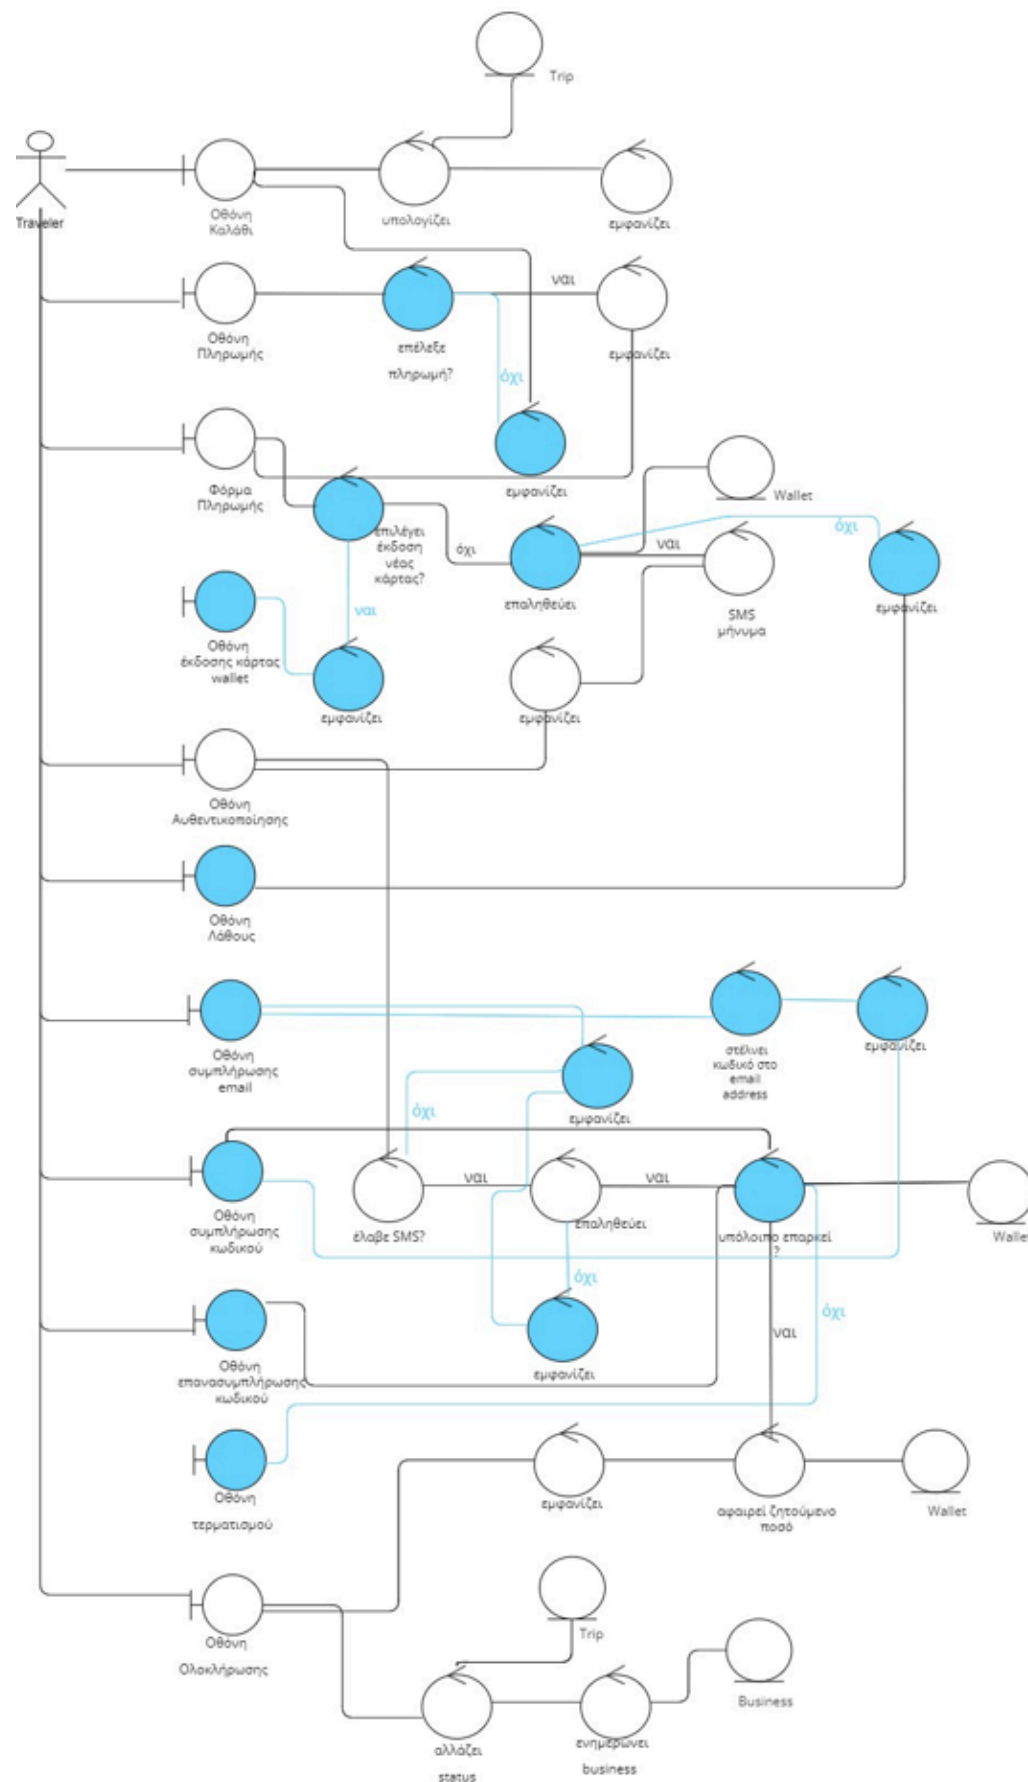 Trip
Traveler
Οθόνη
Καλάθι
υπολογίζει
εμφανίζει
Οθόνη
Πληρωμής
επέλεξε
πληρωμή?
ναι
εμφανίζει
όχι
εμφανίζει
Φόρμα
Πληρωμής
επιλέγει
έκδοση
νέας
κάρτας?
όχι
επαληθεύει
Wallet
ναι
SMS
μήνυμα
όχι
εμφανίζει
Οθόνη
έκδοσης κάρτας
wallet
ναι
εμφανίζει
εμφανίζει
Οθόνη
Αυθεντικοποίησης
Οθόνη
Λάθους
Οθόνη
συμπλήρωσης
email
στέλνει
κωδικό στο
email
address
εμφανίζει
όχι
εμφανίζει
Οθόνη
συμπλήρωσης
κωδικού
έλαβε SMS?
ναι
επαληθεύει
ναι
υπόλοιπο επαρκεί
?
Wallet
όχι
εμφανίζει
όχι
ναι
Οθόνη
επανασυμπλήρωσης
κωδικού
Οθόνη
τερματισμού
εμφανίζει
αφαιρεί ζητούμενο
ποσό
Wallet
Οθόνη
Ολοκλήρωσης
Trip
Business
αλλάζει
status
ενημερώνει
business